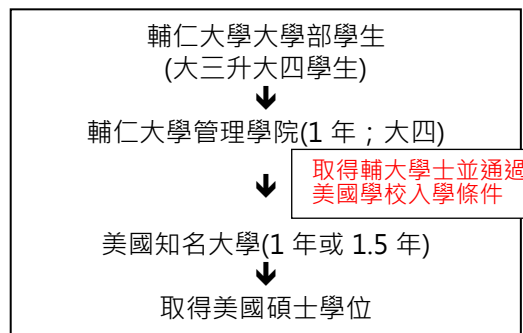 輔仁大學大學部學生
(大三升大四學生)
輔仁大學管理學院(1 年；大四)
取得輔大學士並通過
美國學校入學條件
美國知名大學(1 年或 1.5 年)
取得美國碩士學位